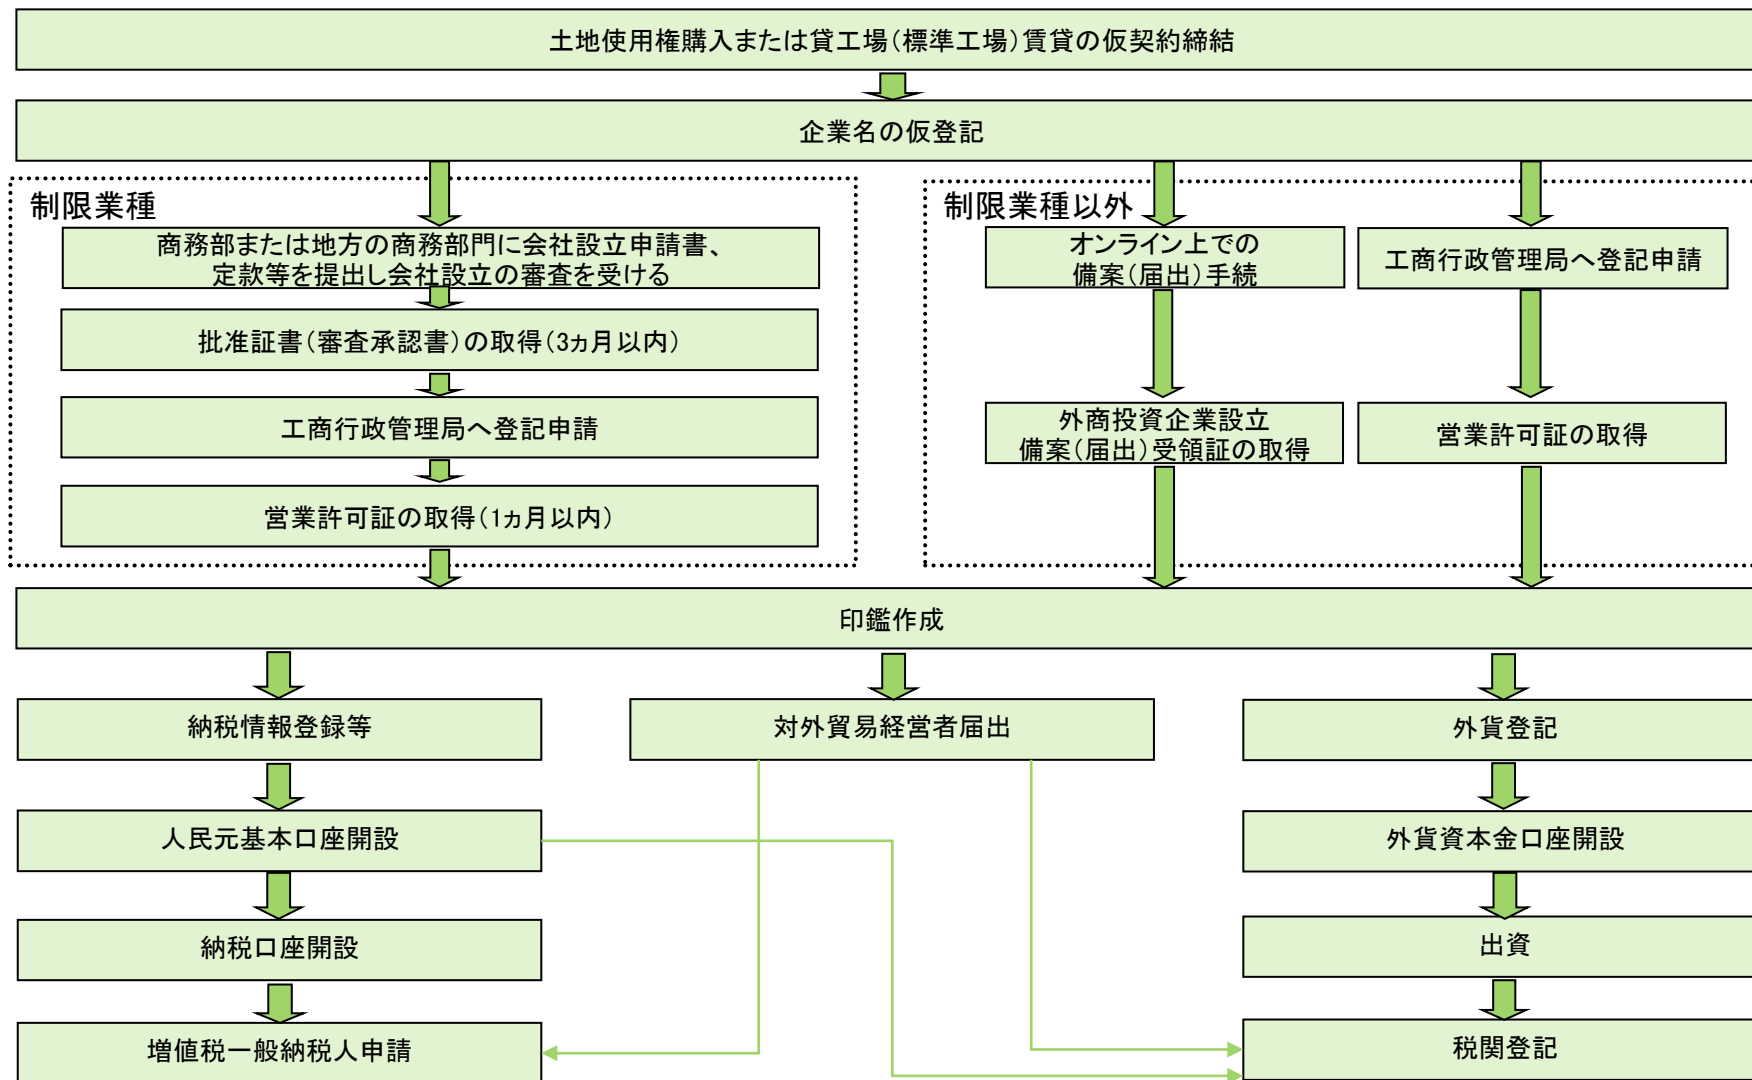 土地使用権購入または貸工場(標準工場)賃貸の仮契約締結
企業名の仮登記
制限業種
商務部または地方の商務部門に会社設立申請書、
定款等を提出し会社設立の審査を受ける
批准証書(審査承認書)の取得(3ヵ月以内)
工商行政管理局へ登記申請
営業許可証の取得(1ヵ月以内)
制限業種以外
オンライン上での
備案(届出)手続
工商行政管理局へ登記申請
外商投資企業設立
備案(届出)受領証の取得
営業許可証の取得
印鑑作成
納税情報登録等
対外貿易経営者届出
外貨登記
人民元基本口座開設
外貨資本金口座開設
納税口座開設
出資
増値税一般納税人申請
税関登記